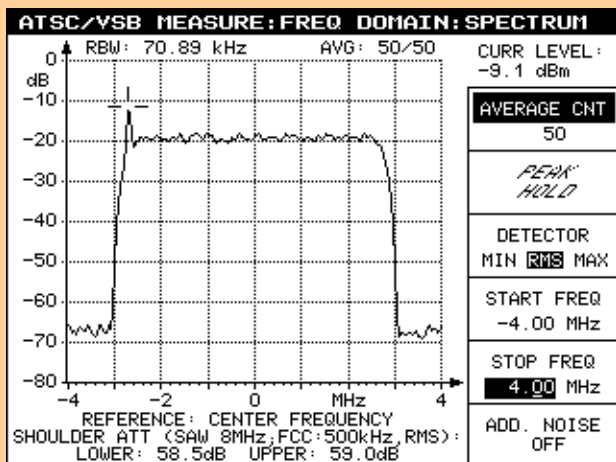 ATSC/VSB MEASURE:FREQ DOMAIN:SPECTRUM
RBW: 70.89 kHz AVG: 50/50
CURR LEVEL:
-9.1 dBm
0
dB
-10
-20
-30
-40
-50
-60
-70
-80
-4 -2 0 MHz 4
REFERENCE: CENTER FREQUENCY
SHOULDER ATT (SAW 8MHz,FCC:500kHz,RMS):
LOWER: 58.5dB UPPER: 59.0dB
AVERAGE CNT
50
PEAK
HOLD
DETECTOR
MIN RMS MAX
START FREQ
-4.00 MHz
STOP FREQ
4.00 MHz
ADD. NOISE
OFF